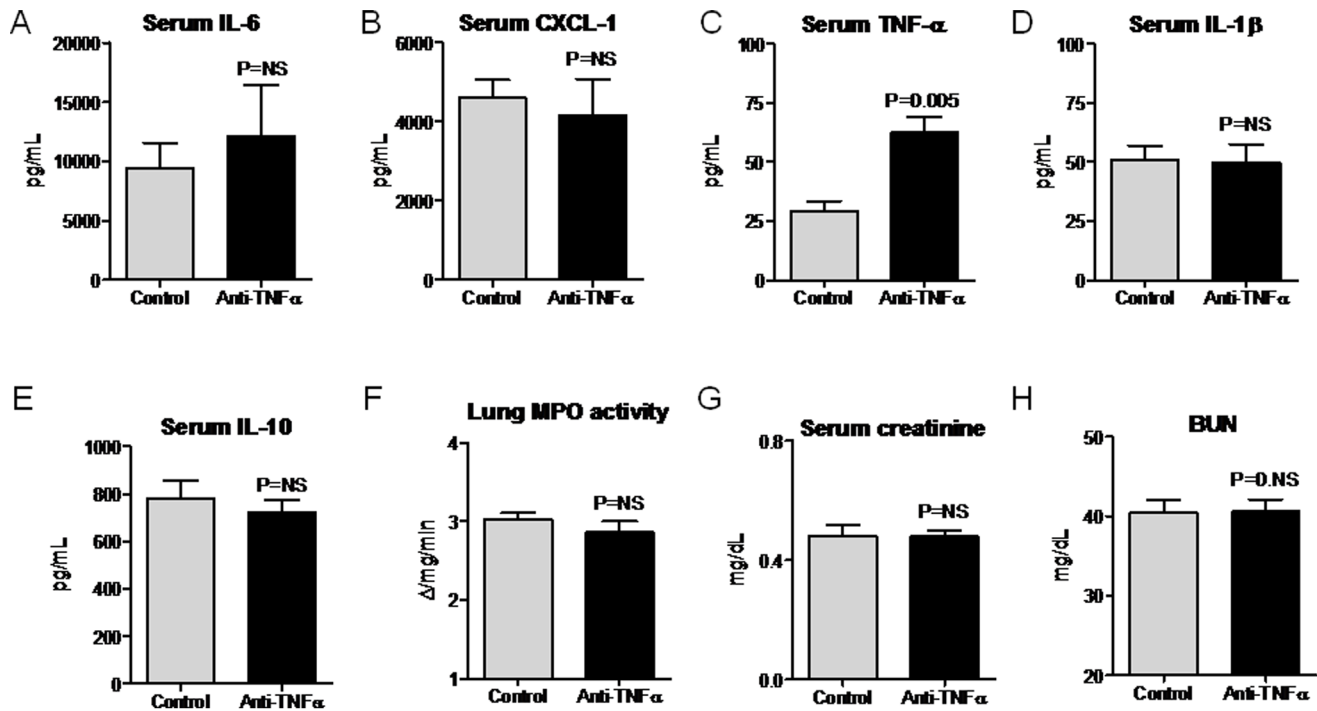 A
Serum IL-6
20000
15000
10000
5000
0
pg/mL
P=NS
Control
Anti-TNFα
B
Serum CXCL-1
6000
4000
2000
0
pg/mL
P=NS
Control
Anti-TNFα
C
Serum TNF-α
100
75
50
25
0
pg/mL
P=0.005
Control
Anti-TNFα
D
Serum IL-1β
100
75
50
25
0
pg/mL
P=NS
Control
Anti-TNFα
E
Serum IL-10
1000
800
600
400
200
0
pg/mL
P=NS
Control
Anti-TNFα
F
Lung MPO activity
4
3
2
1
Δ/mg/min
P=NS
Control
Anti-TNFα
G
Serum creatinine
0.8
0.4
0.0
mg/dL
P=NS
Control
Anti-TNFα
H
BUN
50
40
30
20
mg/dL
P=0.NS
Control
Anti-TNFα